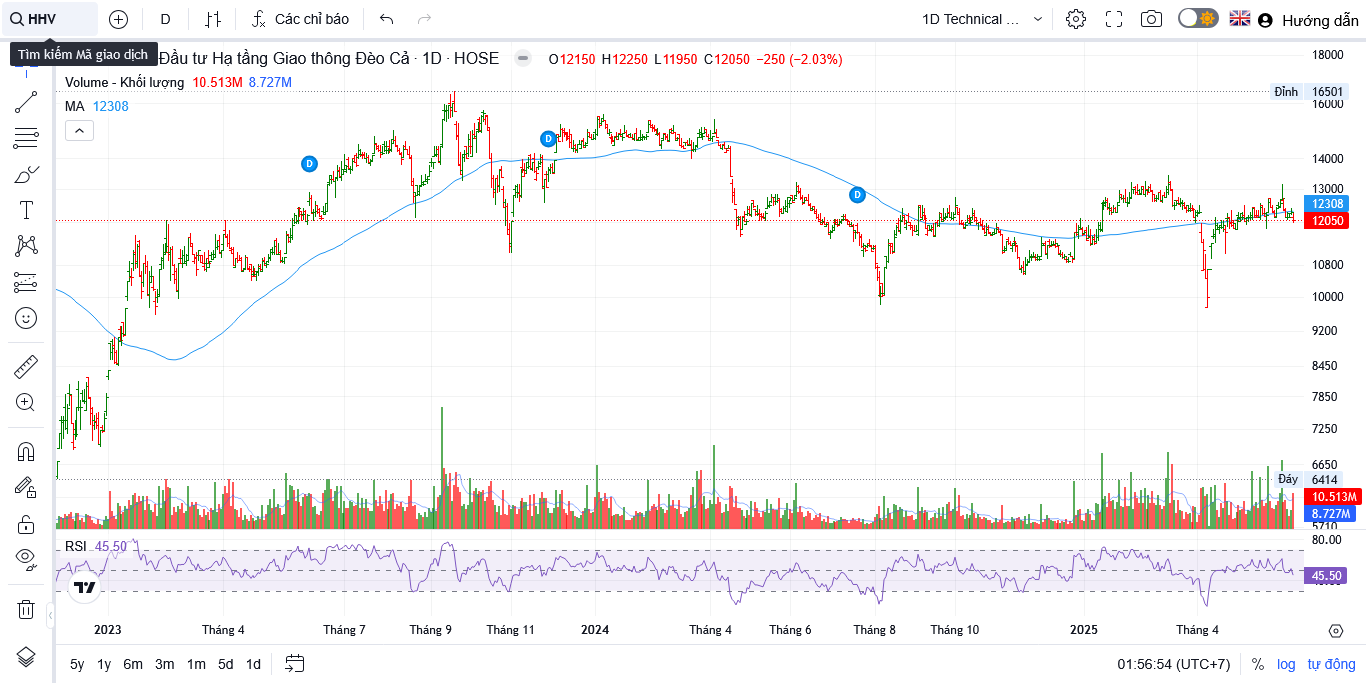 HHV D Các chỉ báo 1D Technical ... Hướng dẫn
Tìm kiếm Mã giao dịch
Đầu tư Hạ tầng Giao thông Đèo Cả · 1D · HOSE O12150 H12250 L11950 C12050 −250 (−2.03%)
Volume - Khối lượng 10.513M 8.727M
MA 12308
18000
Đỉnh 16501
16000
D
D
D
14000
13000
12308
12050
10800
10000
9200
8450
7850
7250
6650
Đáy 6414
10.513M
8.727M
5710
RSI 45.50
80.00
45.50
2023 Tháng 4 Tháng 7 Tháng 9 Tháng 11 2024 Tháng 4 Tháng 6 Tháng 8 Tháng 10 2025 Tháng 4
5y 1y 6m 3m 1m 5d 1d 01:56:54 (UTC+7) % log tự động